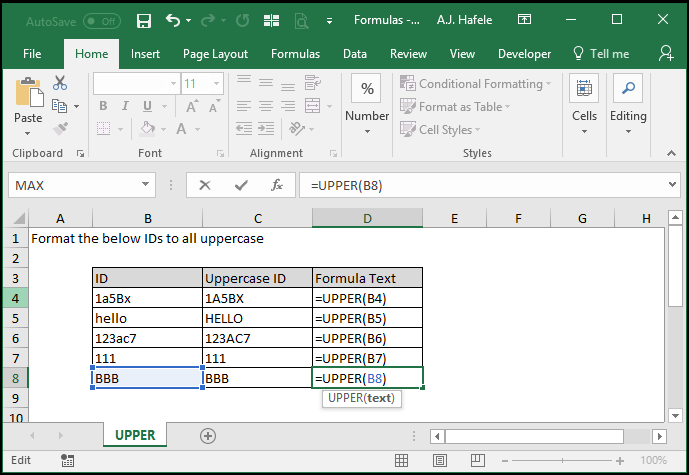 AutoSave Off Formulas -... A.J. Hafele
File Home Insert Page Layout Formulas Data Review View Developer Tell me
11
Paste B I U A A % Number Conditional Formatting
Format as Table
Cell Styles
Cells Editing
Clipboard Font Alignment Styles
MAX fx =UPPER(B8)
A B C D E F G H
1 Format the below IDs to all uppercase
2
3 ID Uppercase ID Formula Text
4 1a5Bx 1A5BX =UPPER(B4)
5 hello HELLO =UPPER(B5)
6 123ac7 123AC7 =UPPER(B6)
7 111 111 =UPPER(B7)
8 BBB BBB =UPPER(B8)
9 UPPER(text)
10
UPPER
Edit 100%